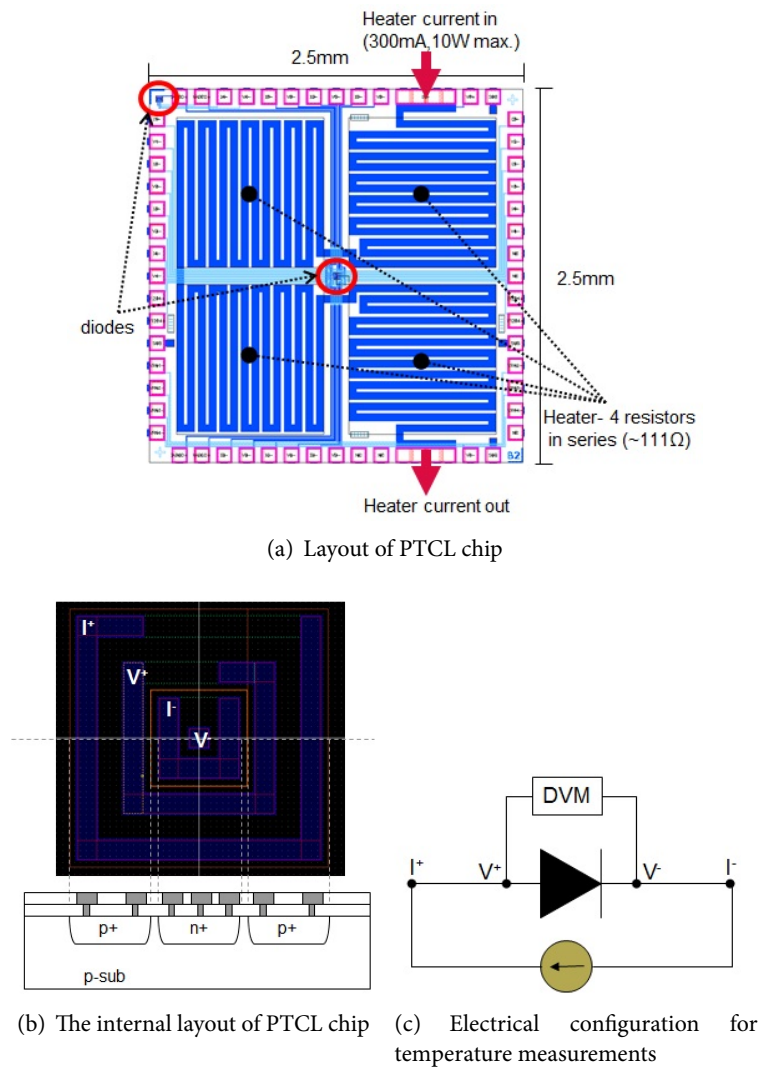 Heater current in
(300mA,10W max.)
2.5mm
2.5mm
diodes
Heater- 4 resistors
in series (~111Ω)
B2
Heater current out
(a) Layout of PTCL chip
I⁺
V⁺
I⁻
V⁻
p+
n+
p+
p-sub
(b) The internal layout of PTCL chip
DVM
I⁺
V⁺
V⁻
I⁻
(c) Electrical configuration for
temperature measurements